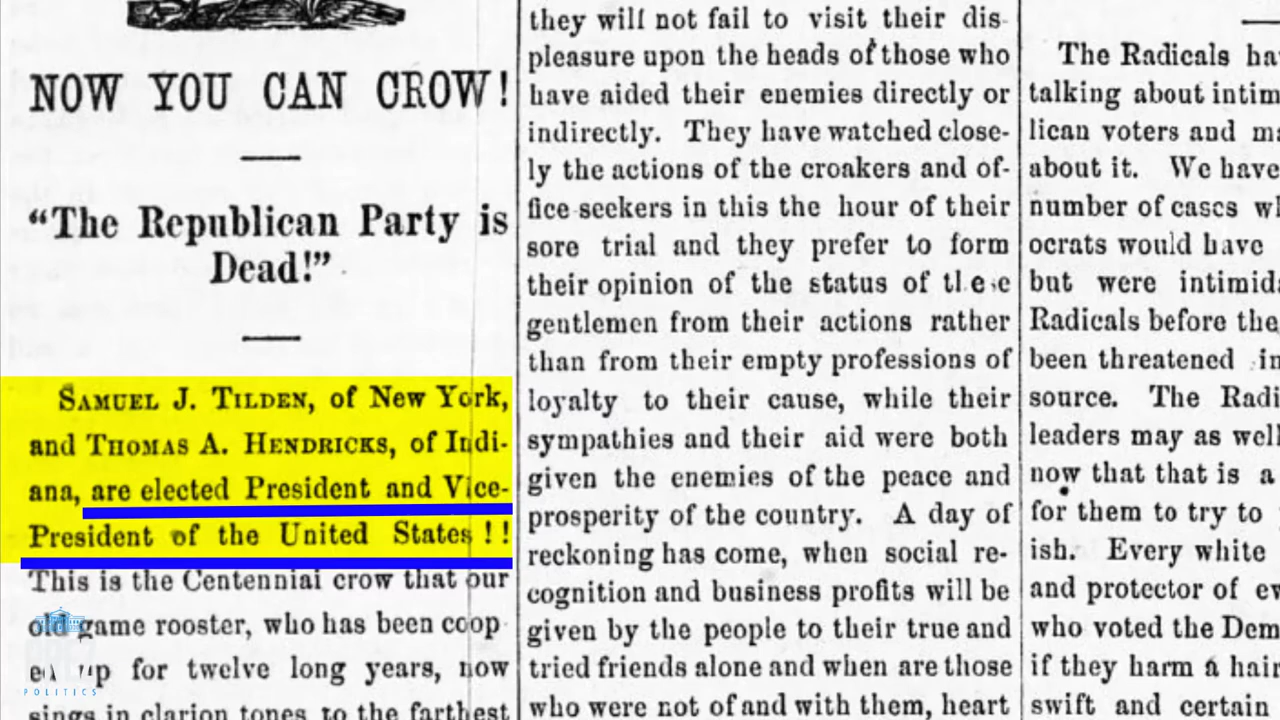 NOW YOU CAN CROW!
“The Republican Party is
Dead!”
SAMUEL J. TILDEN, of New York,
and THOMAS A. HENDRICKS, of Indi-
ana, are elected President and Vice-
President of the United States !!
This is the Centennial crow that our
old game rooster, who has been coop-
ed up for twelve long years, now
sings in clarion tones to the farthest
POLITICS
they will not fail to visit their dis-
pleasure upon the heads of those who
have aided their enemies directly or
indirectly. They have watched close-
ly the actions of the croakers and of-
fice-seekers in this the hour of their
sore trial and they prefer to form
their opinion of the status of these
gentlemen from their actions rather
than from their empty professions of
loyalty to their cause, while their
sympathies and their aid were both
given the enemies of the peace and
prosperity of the country. A day of
reckoning has come, when social re-
cognition and business profits will be
given by the people to their true and
tried friends alone and when are those
who were not of and with them, heart
The Radicals ha
talking about intim
lican voters and m
about it. We have
number of cases wh
ocrats would have
but were intimid
Radicals before the
been threatened in
source. The Radi
leaders may as well
now that that is a
for them to try to
ish. Every white
and protector of ev
who voted the Dem
if they harm a hair
swift and certain